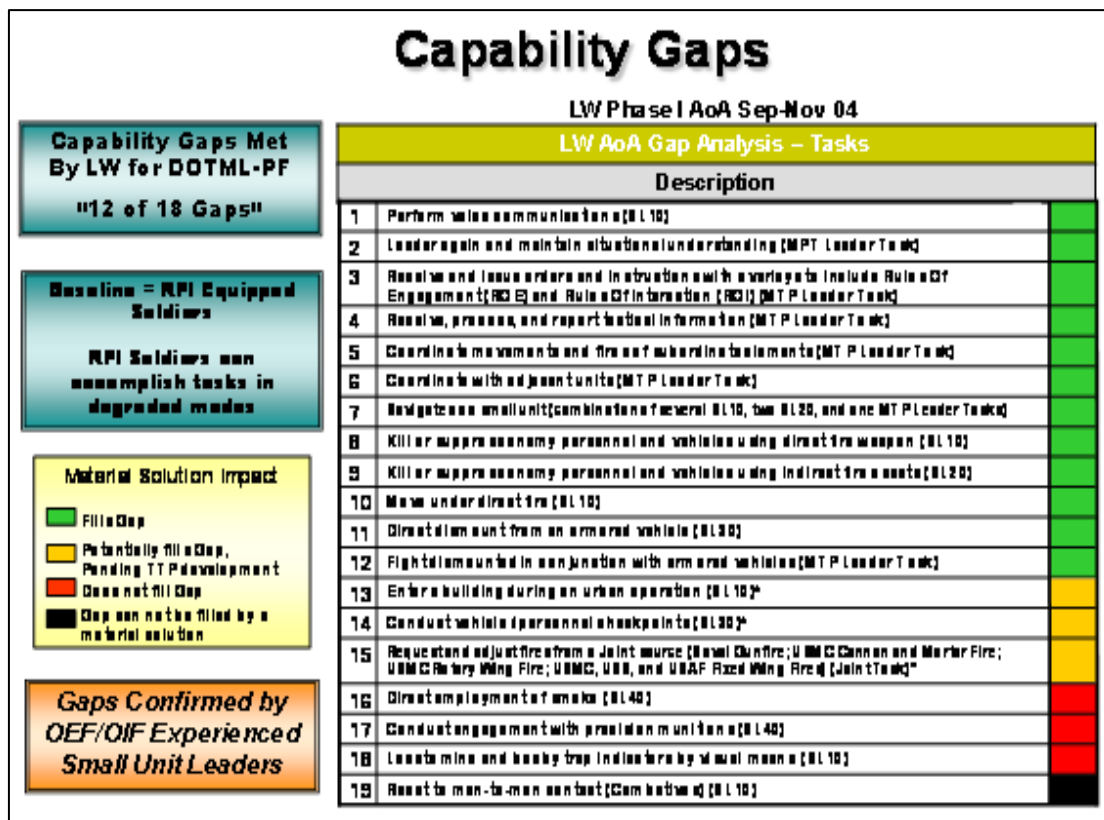 Capability Gaps
LW Phase I AoA Sep-Nov 04
Capability Gaps Met
By LW for DOTML-PF
"12 of 18 Gaps"
Baseline = RFI Equipped
Soldiers
RFI Soldiers can
accomplish tasks in
degraded modes
Material Solution Impact
Fills Gap
Potentially fills Gap,
Pending TTP development
Does not fill Gap
Gap can not be filled by a
material solution
Gaps Confirmed by
OEF/OIF Experienced
Small Unit Leaders
LW AoA Gap Analysis – Tasks
Description
1 Perform voice communications (SL10)
2 Leaders gain and maintain situational understanding (MPT Leader Task)
3 Receive and issue orders and instructions with overlays to include Rules Of
Engagement (ROE) and Rules Of Interaction (ROI) (MTP Leader Task)
4 Receive, process, and report tactical information (MTP Leader Task)
5 Coordinate movements and fires of subordinate elements (MTP Leader Task)
6 Coordinate with adjacent units (MTP Leader Task)
7 Navigate as a small unit (combination of several SL10, two SL20, and one MTP Leader Tasks)
8 Kill or suppress enemy personnel and vehicles using direct fire weapon (SL10)
9 Kill or suppress enemy personnel and vehicles using indirect fire assets (SL20)
10 Move under direct fire (SL10)
11 Direct dismount from an armored vehicle (SL30)
12 Fight dismounted in conjunction with armored vehicles (MTP Leader Task)
13 Enter a building during an urban operation (SL10)*
14 Conduct vehicle / personnel checkpoints (SL30)*
15 Request and adjust fire from a Joint source (Naval Gunfire; USMC Cannon and Mortar Fire;
USMC Rotary Wing Fire; USMC, USN, and USAF Fixed Wing Fires) (Joint Task)*
16 Direct employment of smoke (SL40)
17 Conduct engagement with precision munitions (SL40)
18 Locate mine and booby trap indicators by visual means (SL10)
19 React to man-to-man contact (Combatives) (SL10)